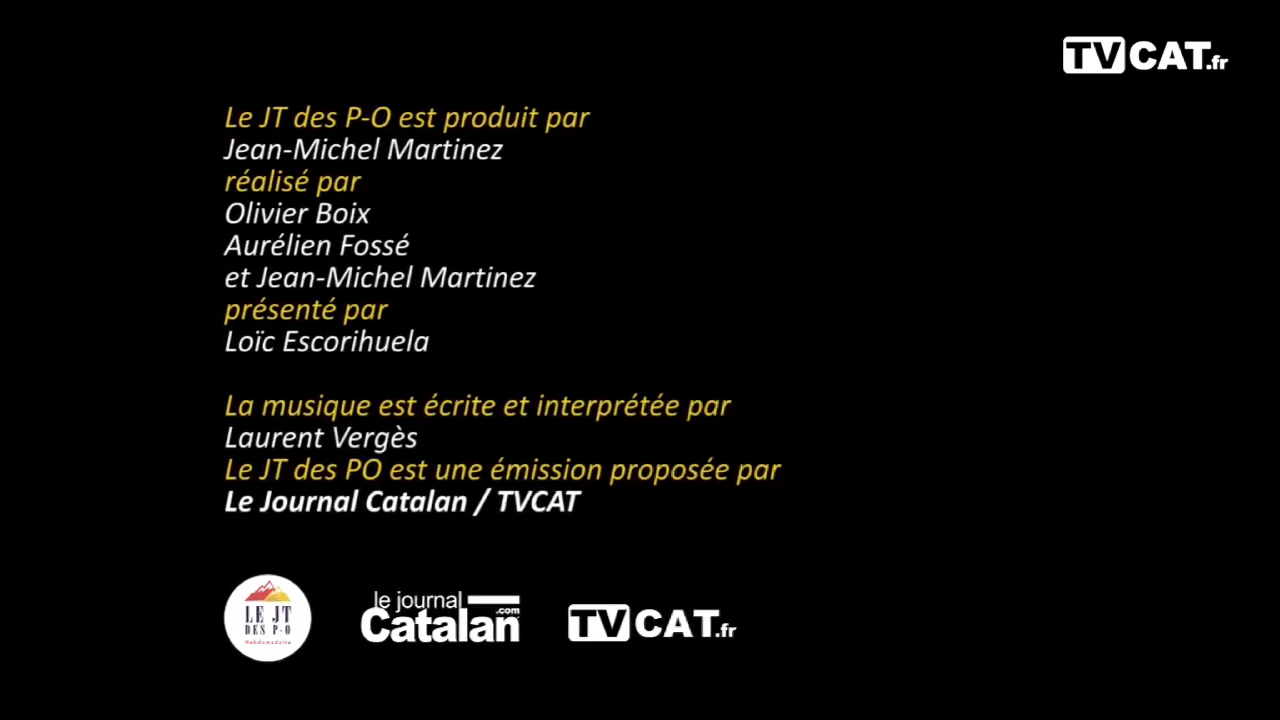 TVCAT.fr
Le JT des P-O est produit par
Jean-Michel Martinez
réalisé par
Olivier Boix
Aurélien Fossé
et Jean-Michel Martinez
présenté par
Loïc Escorihuela
La musique est écrite et interprétée par
Laurent Vergès
Le JT des PO est une émission proposée par
Le Journal Catalan / TVCAT
LE JT
DES P-O
Hebdomadaire
le journal
.com
Catalan
TVCAT.fr